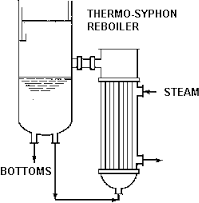 THERMO-SYPHON
REBOILER
STEAM
BOTTOMS